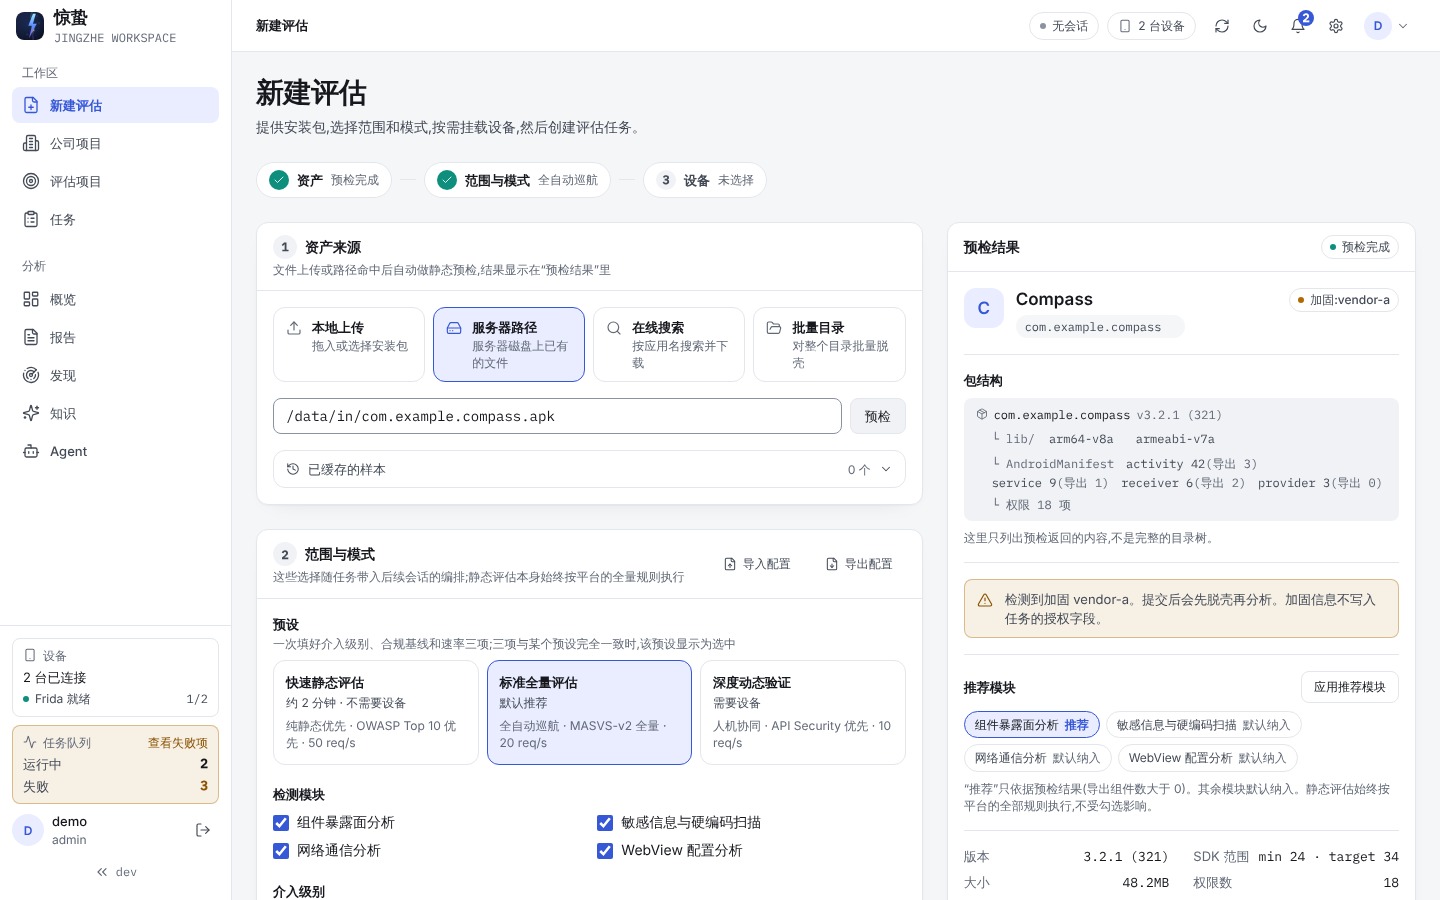 惊蛰
JINGZHE WORKSPACE
工作区
新建评估
公司项目
评估项目
任务
分析
概览
报告
发现
知识
Agent
设备
2 台已连接
Frida 就绪 1/2
任务队列 查看失败项
运行中 2
失败 3
D demo
admin
dev
新建评估
无会话 2 台设备 2 D
新建评估
提供安装包,选择范围和模式,按需挂载设备,然后创建评估任务。
资产 预检完成 范围与模式 全自动巡航 3 设备 未选择
1 资产来源
文件上传或路径命中后自动做静态预检,结果显示在“预检结果”里
本地上传
拖入或选择安装包
服务器路径
服务器磁盘上已有
的文件
在线搜索
按应用名搜索并下
载
批量目录
对整个目录批量脱
壳
/data/in/com.example.compass.apk 预检
已缓存的样本 0 个
2 范围与模式
这些选择随任务带入后续会话的编排;静态评估本身始终按平台的全量规则执行
导入配置 导出配置
预设
一次填好介入级别、合规基线和速率三项;三项与某个预设完全一致时,该预设显示为选中
快速静态评估
约 2 分钟 · 不需要设备
纯静态优先 · OWASP Top 10 优
先 · 50 req/s
标准全量评估
默认推荐
全自动巡航 · MASVS-v2 全量 ·
20 req/s
深度动态验证
需要设备
人机协同 · API Security 优先 · 10
req/s
检测模块
组件暴露面分析 敏感信息与硬编码扫描
网络通信分析 WebView 配置分析
介入级别
预检结果 预检完成
C Compass 加固:vendor-a
com.example.compass
包结构
com.example.compass v3.2.1 (321)
└ lib/ arm64-v8a armeabi-v7a
└ AndroidManifest activity 42(导出 3)
service 9(导出 1) receiver 6(导出 2) provider 3(导出 0)
└ 权限 18 项
这里只列出预检返回的内容,不是完整的目录树。
检测到加固 vendor-a。提交后会先脱壳再分析。加固信息不写入
任务的授权字段。
推荐模块 应用推荐模块
组件暴露面分析 推荐 敏感信息与硬编码扫描 默认纳入
网络通信分析 默认纳入 WebView 配置分析 默认纳入
“推荐”只依据预检结果(导出组件数大于 0)。其余模块默认纳入。静态评估始终按
平台的全部规则执行,不受勾选影响。
版本 3.2.1 (321) SDK 范围 min 24 · target 34
大小 48.2MB 权限数 18